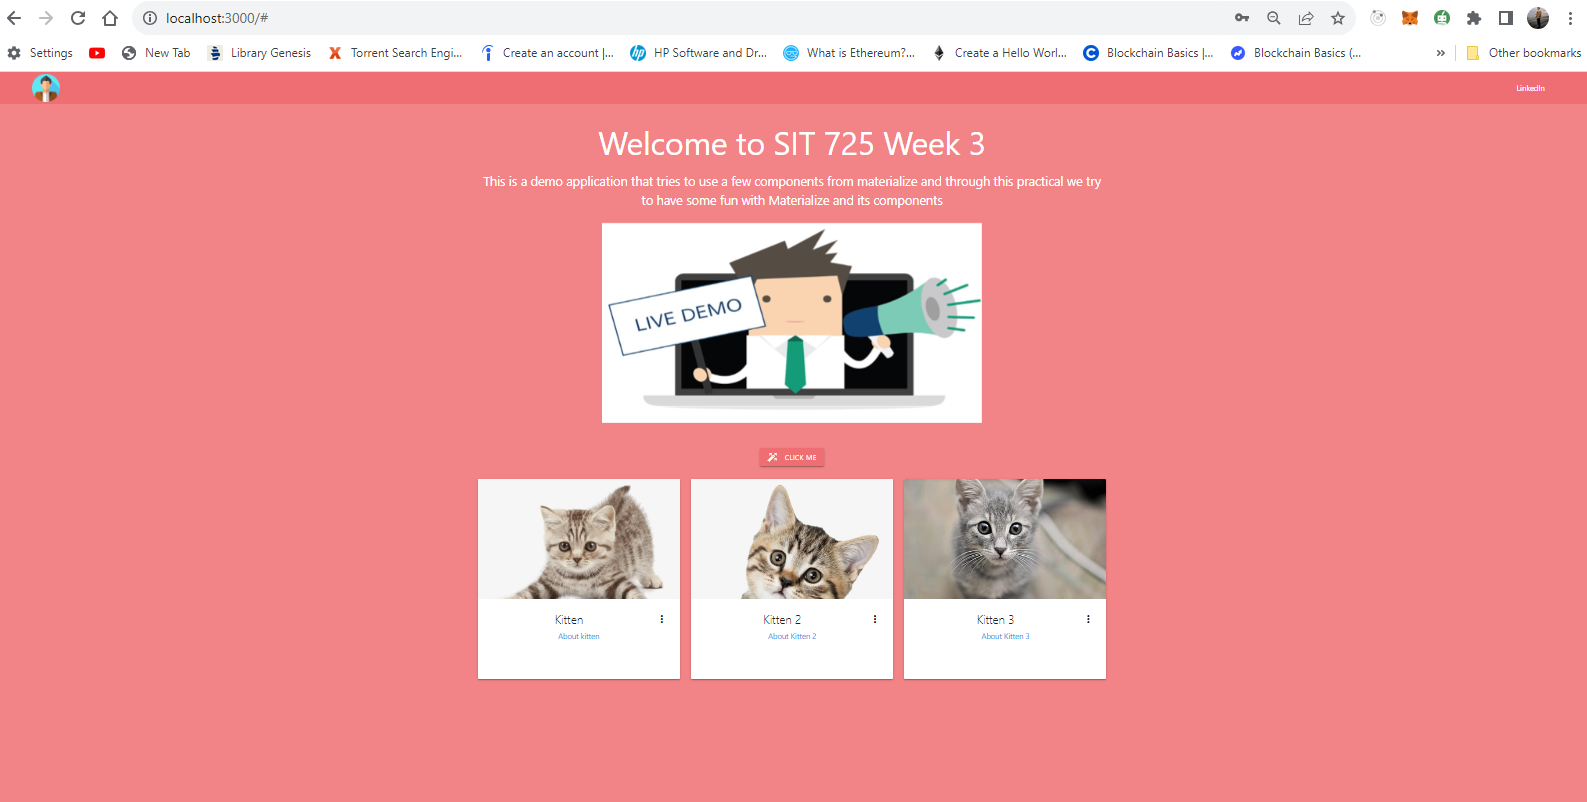 localhost:3000/#
Settings New Tab Library Genesis Torrent Search Engi... Create an account |... HP Software and Dr... What is Ethereum?... Create a Hello Worl... Blockchain Basics |... Blockchain Basics (... » Other bookmarks
LinkedIn
Welcome to SIT 725 Week 3
This is a demo application that tries to use a few components from materialize and through this practical we try
to have some fun with Materialize and its components
LIVE DEMO
CLICK ME
Kitten Kitten 2 Kitten 3
About kitten About Kitten 2 About Kitten 3